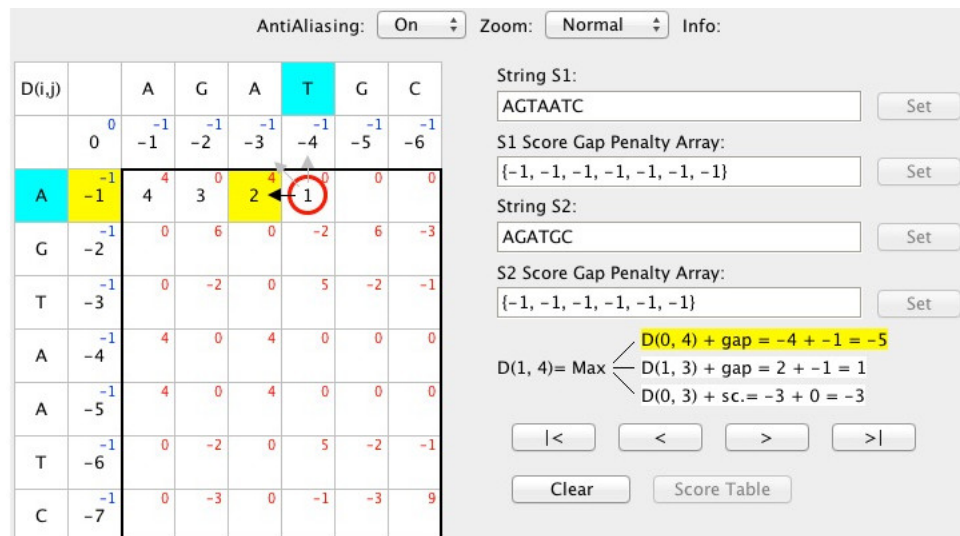 AntiAliasing: On Zoom: Normal Info:
D(i,j) A G A T G C
0 0 -1 -1 -1 -2 -1 -3 -1 -4 -1 -5 -1 -6
A -1 -1 4 4 0 3 4 2 0 1 0 0
G -1 -2 0 6 0 -2 6 -3
T -1 -3 0 -2 0 5 -2 -1
A -1 -4 4 0 4 0 0 0
A -1 -5 4 0 4 0 0 0
T -1 -6 0 -2 0 5 -2 -1
C -1 -7 0 -3 0 -1 -3 9
String S1:
AGTAATC Set
S1 Score Gap Penalty Array:
{-1, -1, -1, -1, -1, -1, -1} Set
String S2:
AGATGC Set
S2 Score Gap Penalty Array:
{-1, -1, -1, -1, -1, -1} Set
D(0, 4) + gap = -4 + -1 = -5
D(1, 4)= Max D(1, 3) + gap = 2 + -1 = 1
D(0, 3) + sc.= -3 + 0 = -3
|< < > >|
Clear Score Table